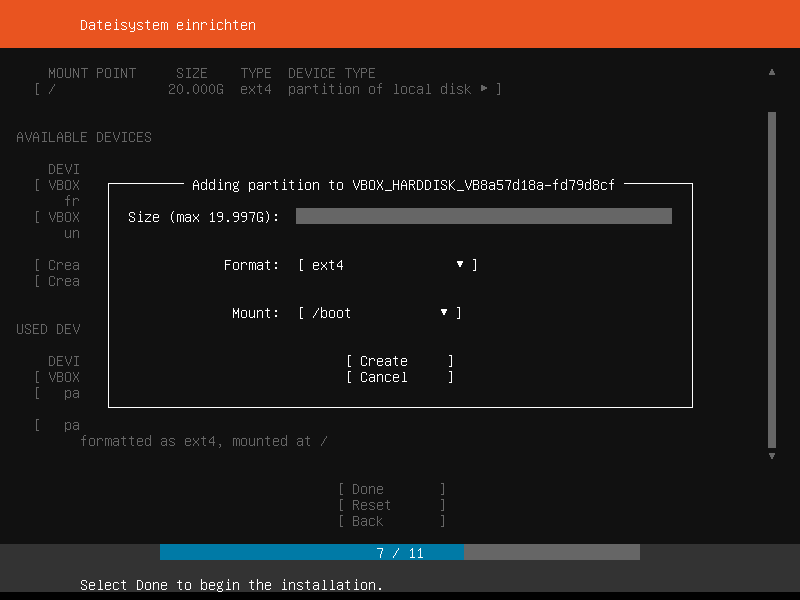 Dateisystem einrichten
MOUNT POINT SIZE TYPE DEVICE TYPE ▲
[ / 20.000G ext4 partition of local disk ► ]
AVAILABLE DEVICES
DEVI
[ VBOX Adding partition to VBOX_HARDDISK_VB8a57d18a-fd79d8cf
fr
[ VBOX Size (max 19.997G):
un
[ Crea Format: [ ext4 ▼ ]
[ Crea
Mount: [ /boot ▼ ]
USED DEV
DEVI [ Create ]
[ VBOX [ Cancel ]
[ pa
[ pa
formatted as ext4, mounted at /
▼
[ Done ]
[ Reset ]
[ Back ]
7 / 11
Select Done to begin the installation.